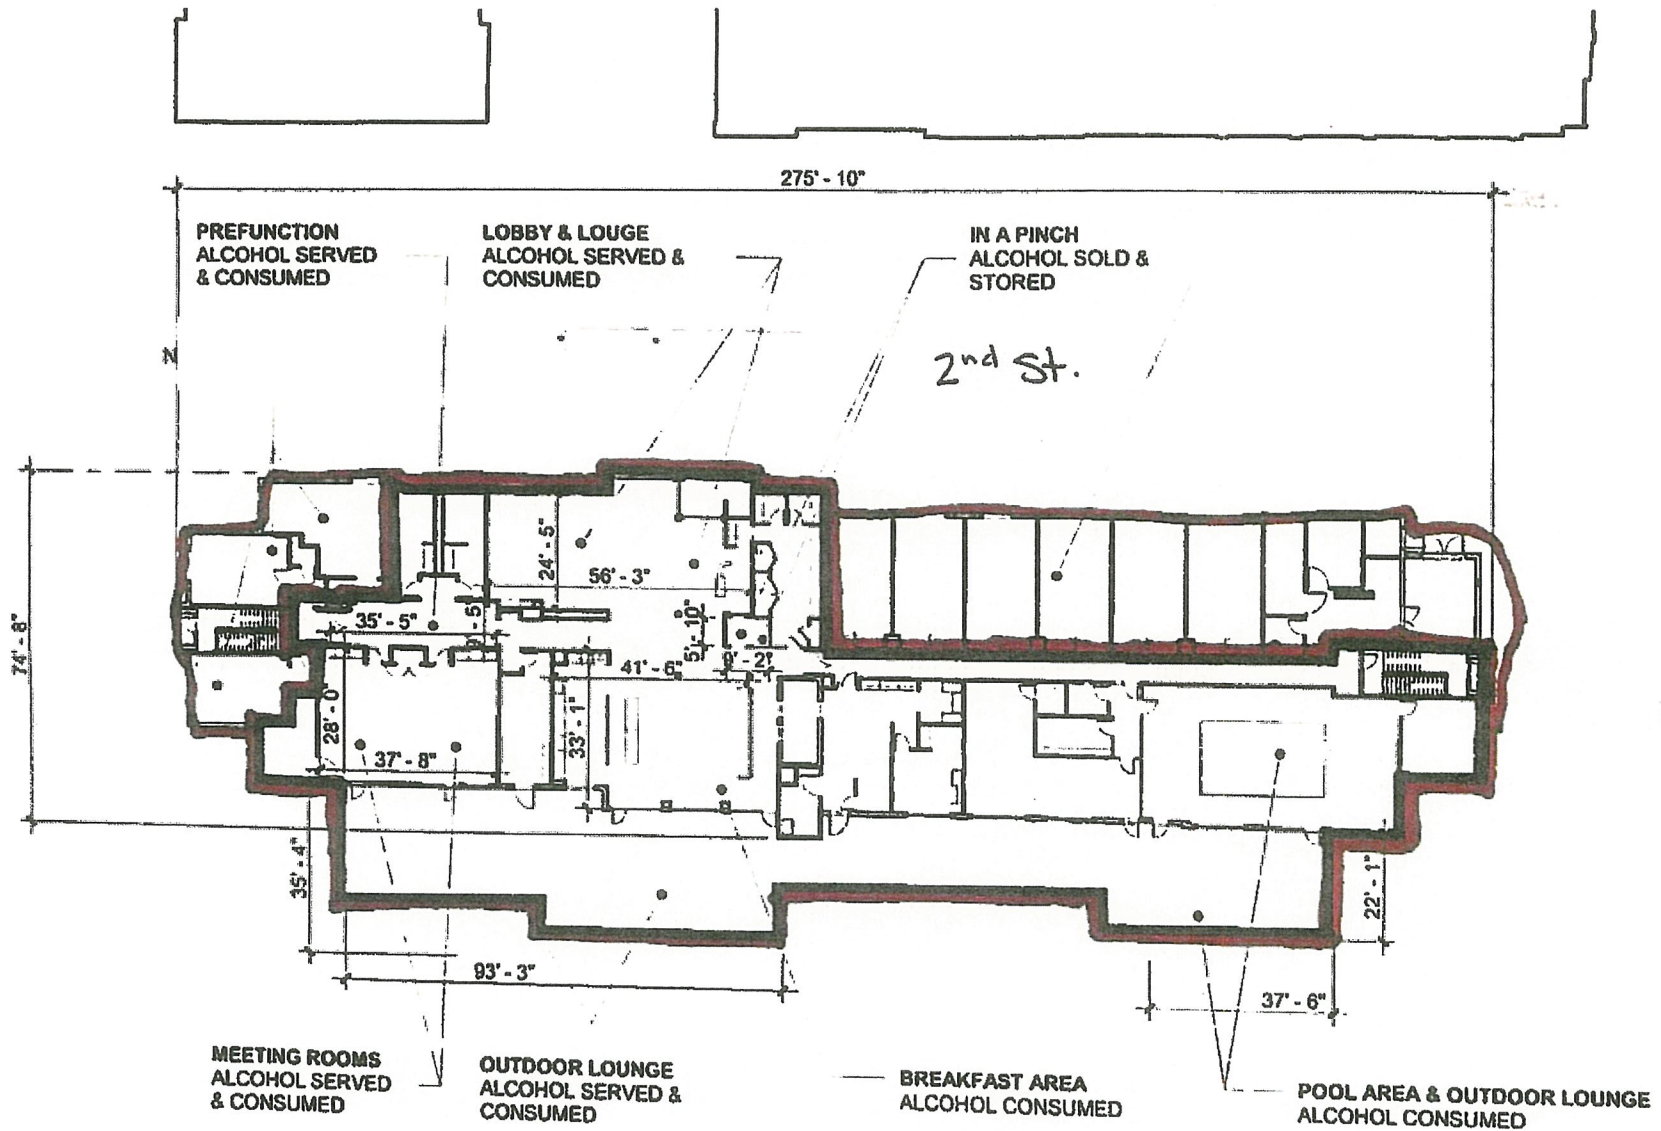 275' - 10"
PREFUNCTION
ALCOHOL SERVED
& CONSUMED
LOBBY & LOUGE
ALCOHOL SERVED &
CONSUMED
IN A PINCH
ALCOHOL SOLD &
STORED
N
2nd St.
24' - 5"
56' - 3"
35' - 5"
5' - 10"
41' - 6"
74' - 8"
28' - 0"
33' - 1"
37' - 8"
35' - 4"
22' - 1"
93' - 3"
37' - 6"
MEETING ROOMS
ALCOHOL SERVED
& CONSUMED
OUTDOOR LOUNGE
ALCOHOL SERVED &
CONSUMED
BREAKFAST AREA
ALCOHOL CONSUMED
POOL AREA & OUTDOOR LOUNGE
ALCOHOL CONSUMED